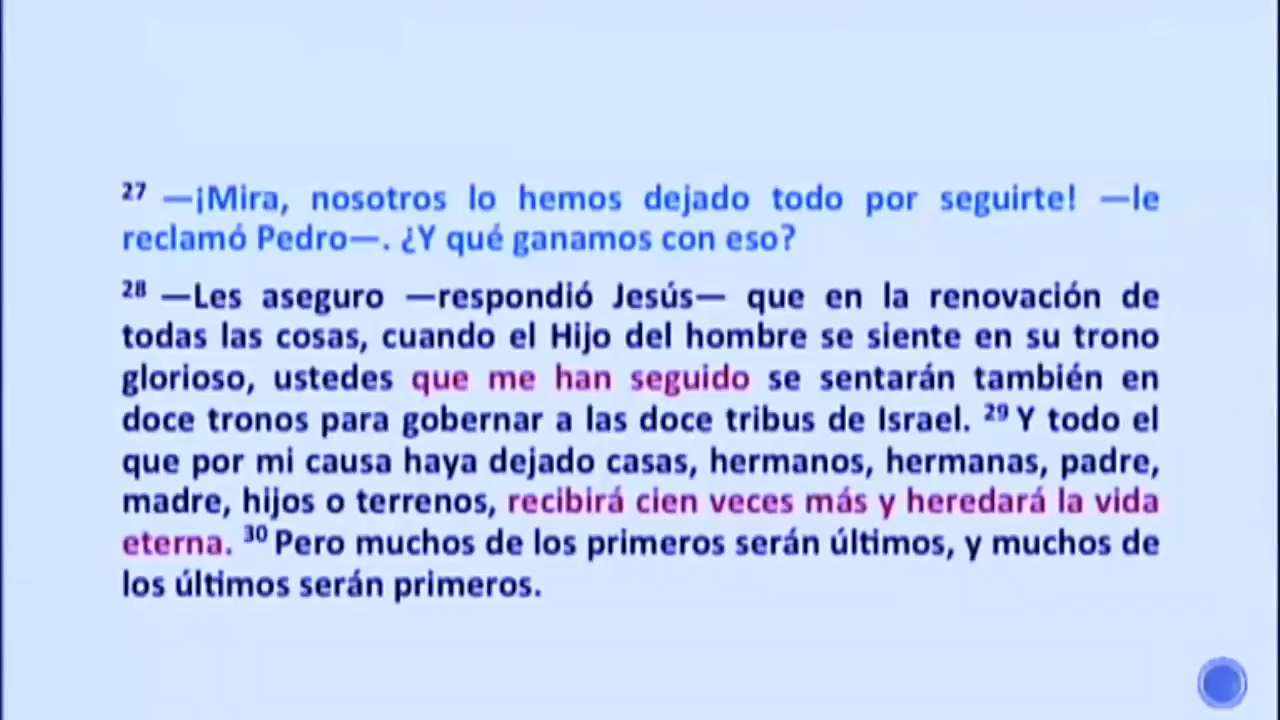 27 —¡Mira, nosotros lo hemos dejado todo por seguirte! —le
reclamó Pedro—. ¿Y qué ganamos con eso?
28 —Les aseguro —respondió Jesús— que en la renovación de
todas las cosas, cuando el Hijo del hombre se siente en su trono
glorioso, ustedes que me han seguido se sentarán también en
doce tronos para gobernar a las doce tribus de Israel. 29 Y todo el
que por mi causa haya dejado casas, hermanos, hermanas, padre,
madre, hijos o terrenos, recibirá cien veces más y heredará la vida
eterna. 30 Pero muchos de los primeros serán últimos, y muchos de
los últimos serán primeros.